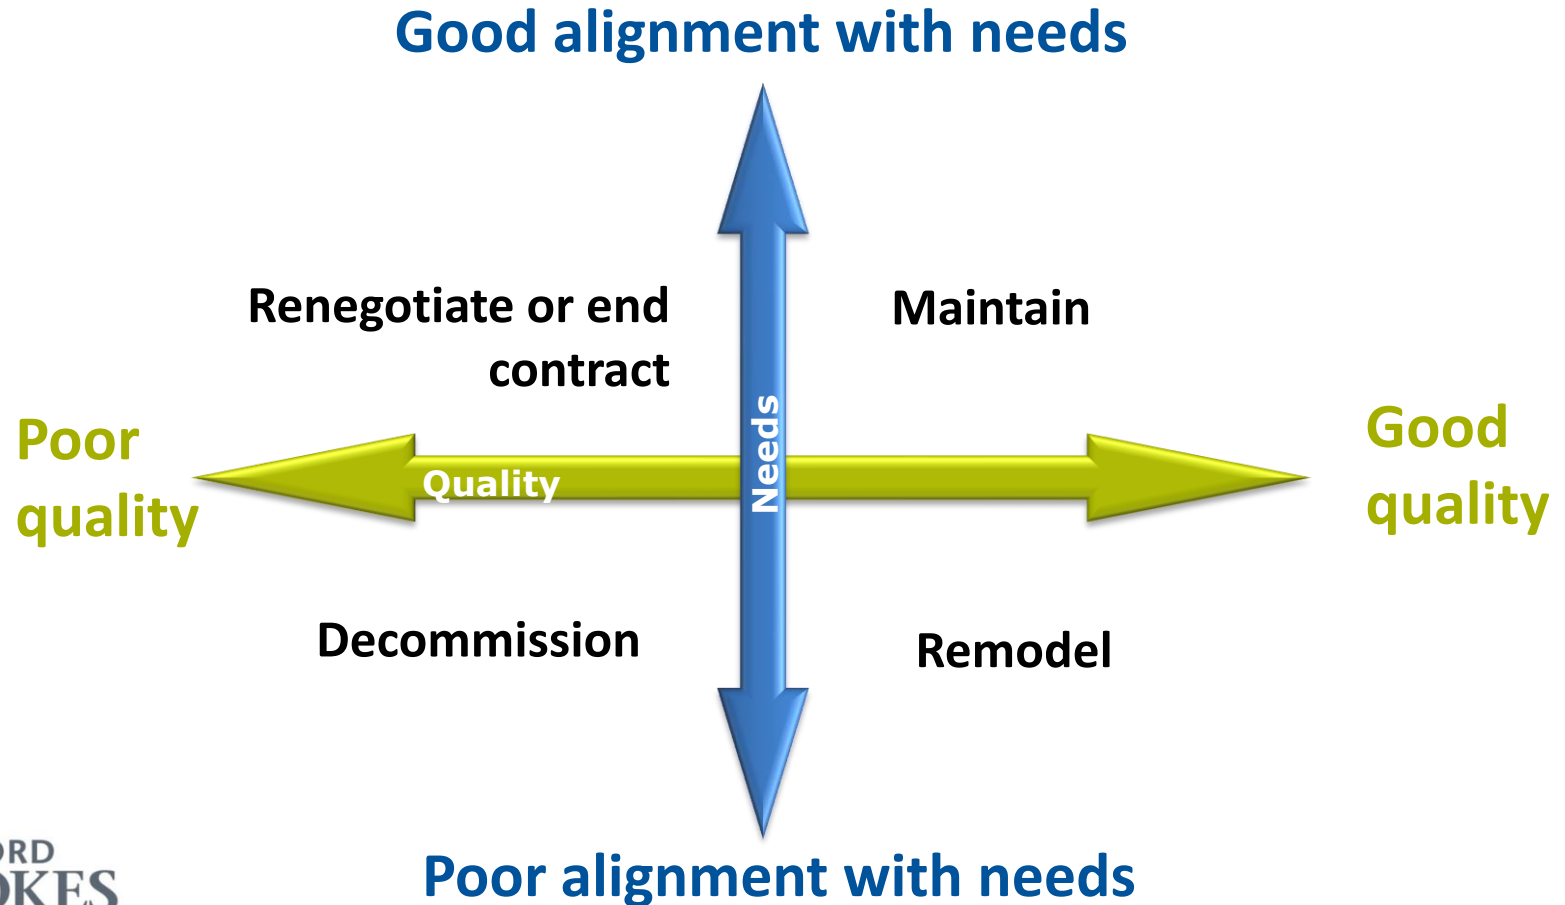 Good alignment with needs
Renegotiate or end
contract
Maintain
Poor
quality
Quality
Needs
Good
quality
Decommission
Remodel
Poor alignment with needs